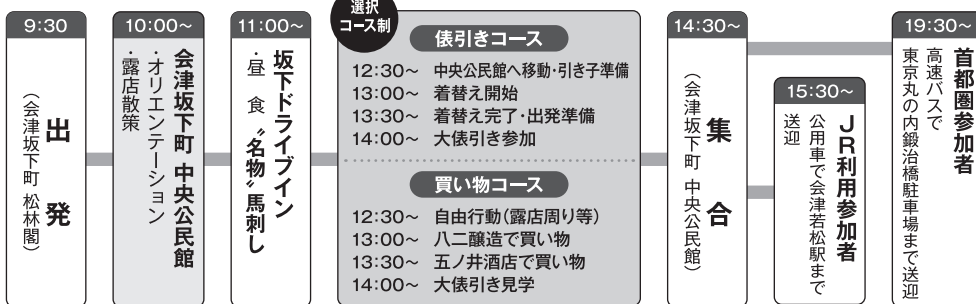 9:30
出発
（会津坂下町 松林閣）
10:00～
会津坂下町 中央公民館
・オリエンテーション
・露店散策
11:00～
坂下ドライブイン
・昼 食 〝名物〟馬刺し
選択
コース制
俵引きコース
12:30～ 中央公民館へ移動・引き子準備
13:00～ 着替え開始
13:30～ 着替え完了・出発準備
14:00～ 大俵引き参加
買い物コース
12:30～ 自由行動（露店周り等）
13:00～ 八二醸造で買い物
13:30～ 五ノ井酒店で買い物
14:00～ 大俵引き見学
14:30～
集合
（会津坂下町 中央公民館）
15:30～
JR利用参加者
公用車で会津若松駅まで
送迎
19:30～
首都圏参加者
高速バスで
東京丸の内鍛冶橋駐車場まで送迎